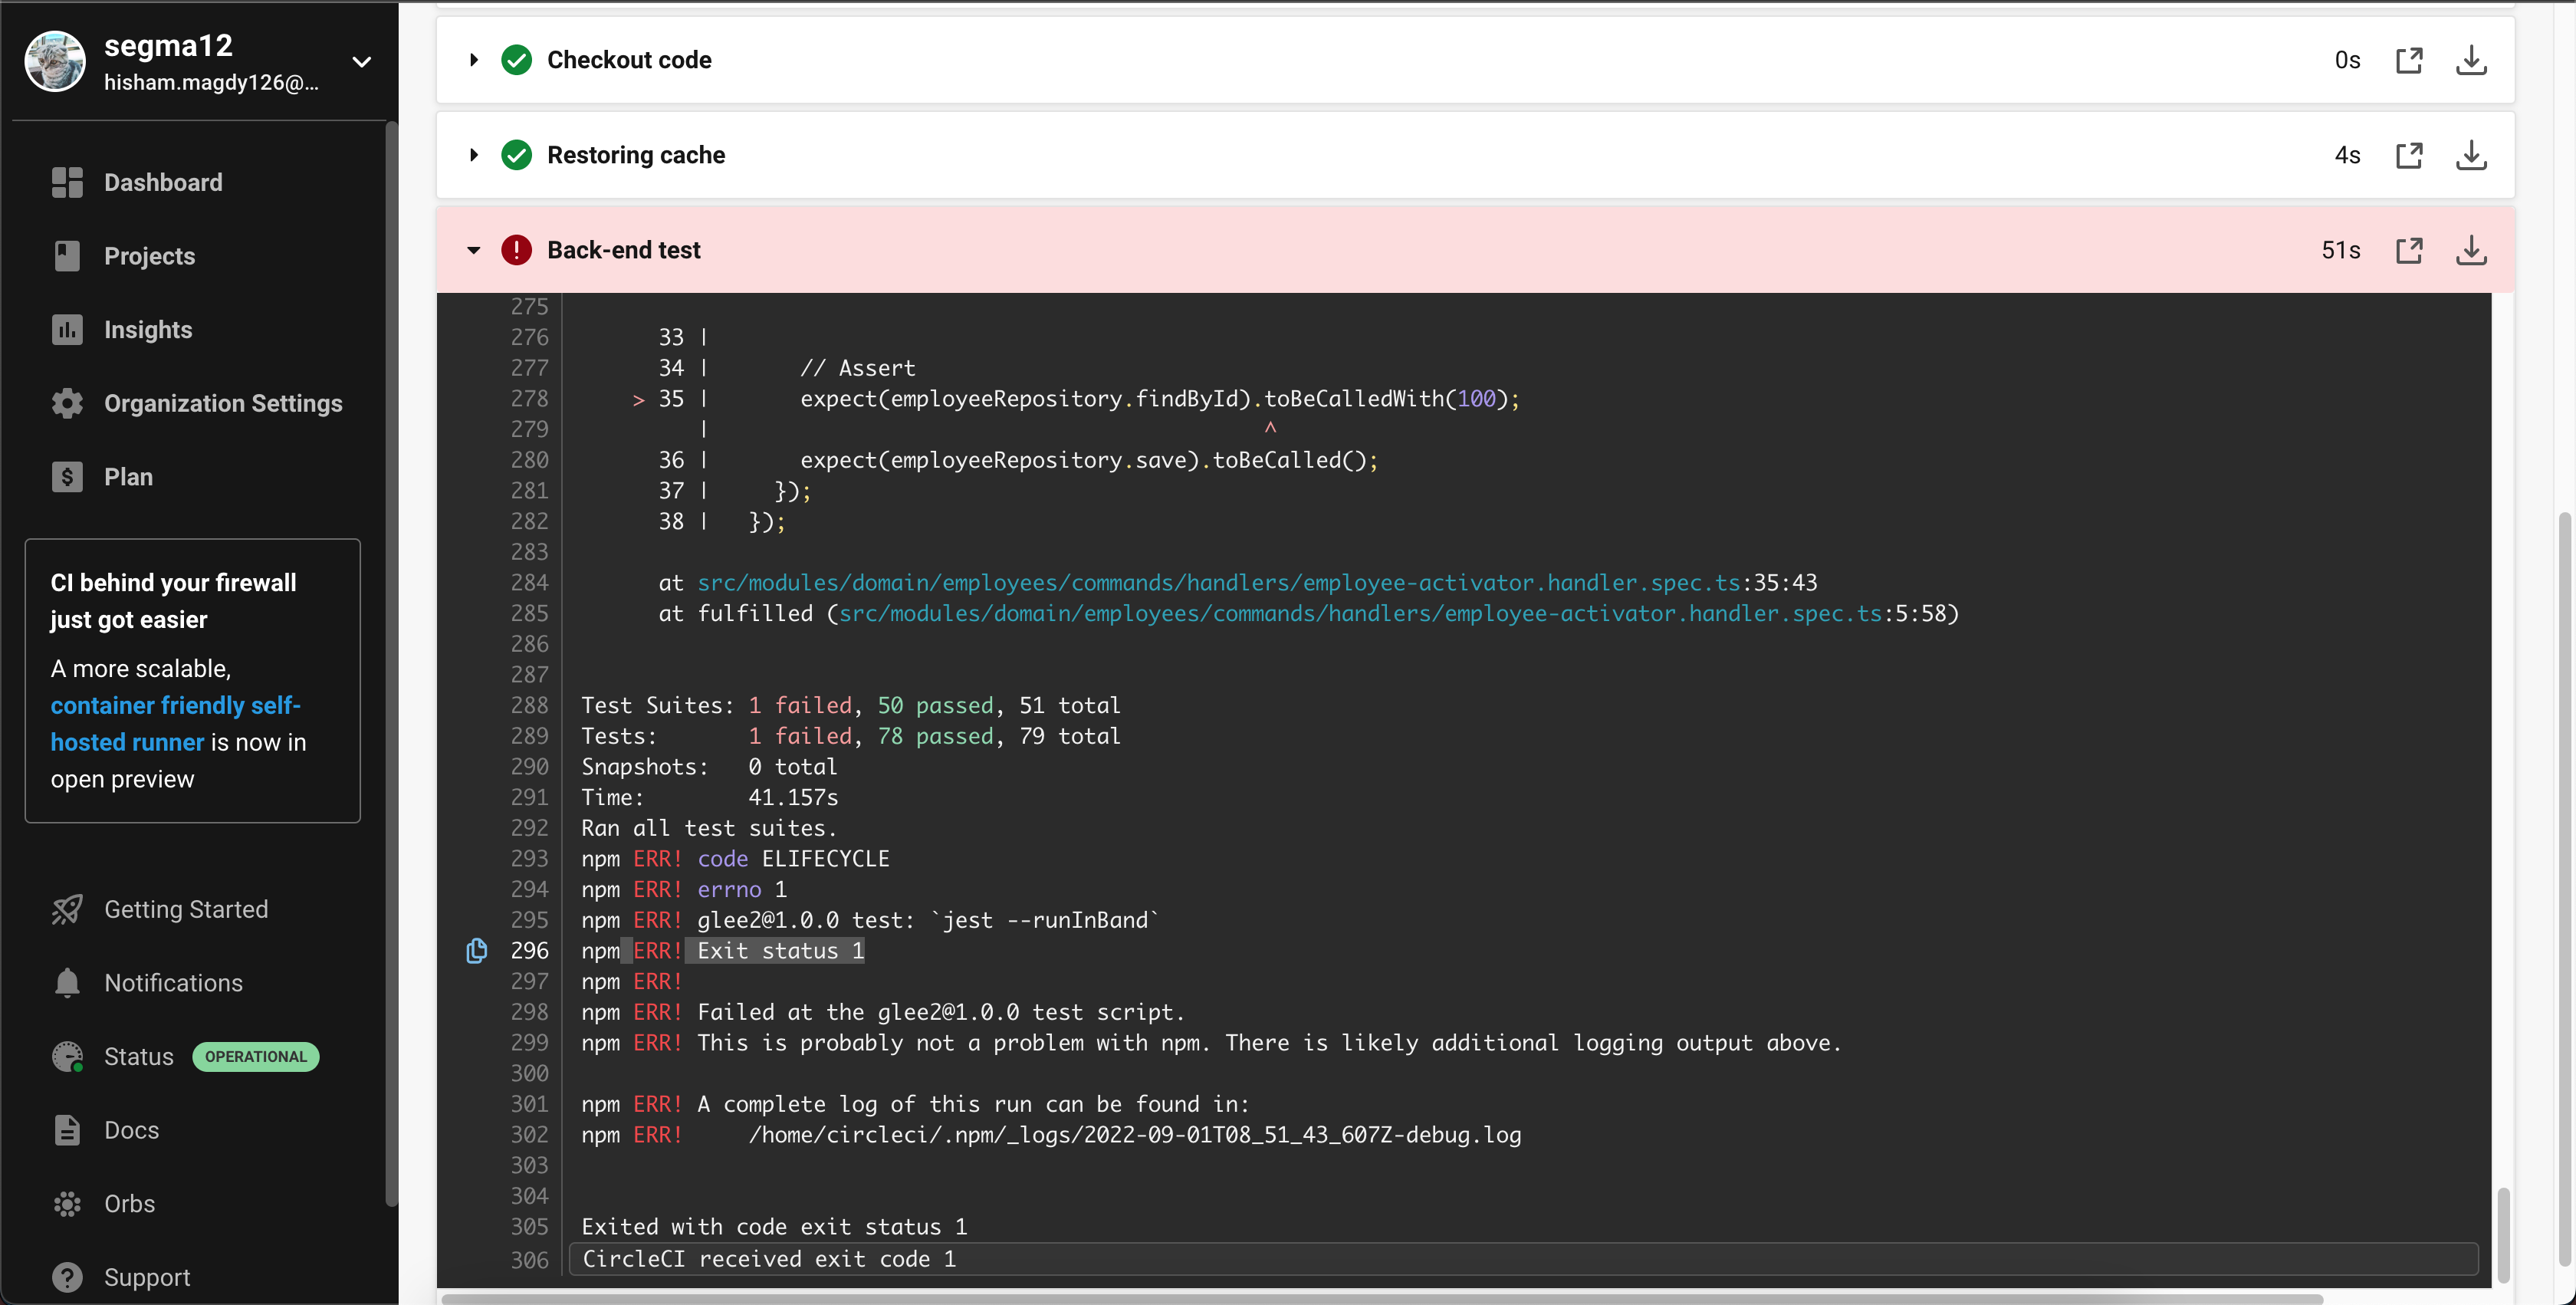 segma12
hisham.magdy126@...
Dashboard
Projects
Insights
Organization Settings
Plan
CI behind your firewall
just got easier
A more scalable,
container friendly self-
hosted runner is now in
open preview
Getting Started
Notifications
Status OPERATIONAL
Docs
Orbs
Support
Checkout code 0s
Restoring cache 4s
Back-end test 51s
275
276 33 |
277 34 | // Assert
278 > 35 | expect(employeeRepository.findById).toBeCalledWith(100);
279 | ^
280 36 | expect(employeeRepository.save).toBeCalled();
281 37 | });
282 38 | });
283
284 at src/modules/domain/employees/commands/handlers/employee-activator.handler.spec.ts:35:43
285 at fulfilled (src/modules/domain/employees/commands/handlers/employee-activator.handler.spec.ts:5:58)
286
287
288 Test Suites: 1 failed, 50 passed, 51 total
289 Tests: 1 failed, 78 passed, 79 total
290 Snapshots: 0 total
291 Time: 41.157s
292 Ran all test suites.
293 npm ERR! code ELIFECYCLE
294 npm ERR! errno 1
295 npm ERR! glee2@1.0.0 test: `jest --runInBand`
296 npm ERR! Exit status 1
297 npm ERR!
298 npm ERR! Failed at the glee2@1.0.0 test script.
299 npm ERR! This is probably not a problem with npm. There is likely additional logging output above.
300
301 npm ERR! A complete log of this run can be found in:
302 npm ERR! /home/circleci/.npm/_logs/2022-09-01T08_51_43_607Z-debug.log
303
304
305 Exited with code exit status 1
306 CircleCI received exit code 1